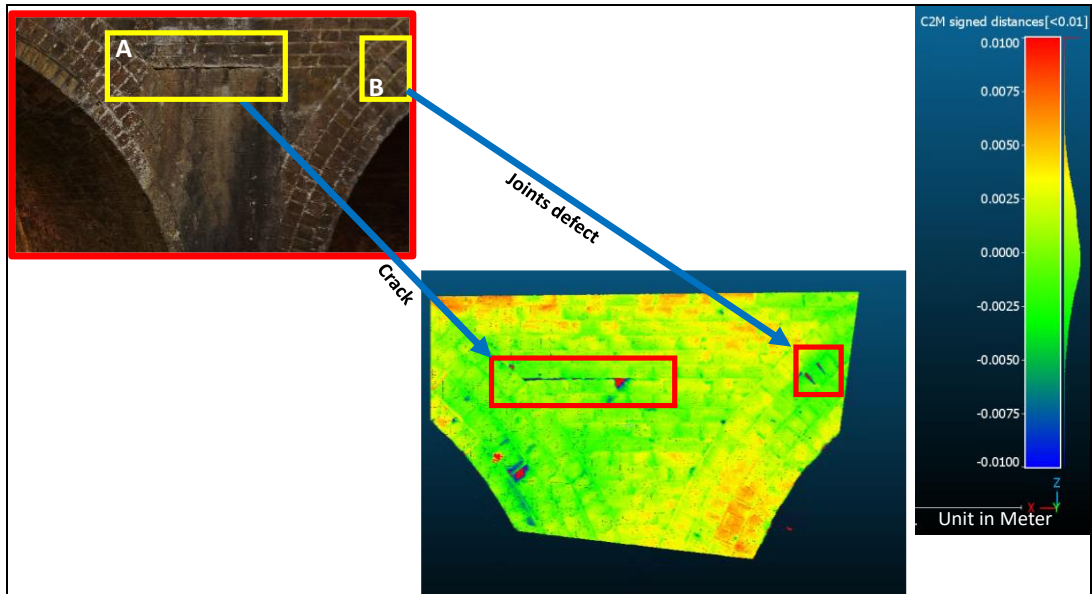 A
B
Joints defect
Crack
C2M signed distances[<0.01)
0.0100
0.0075
0.0050
0.0025
0.0000
-0.0025
-0.0050
-0.0075
-0.0100
Z
X
Y
Unit in Meter